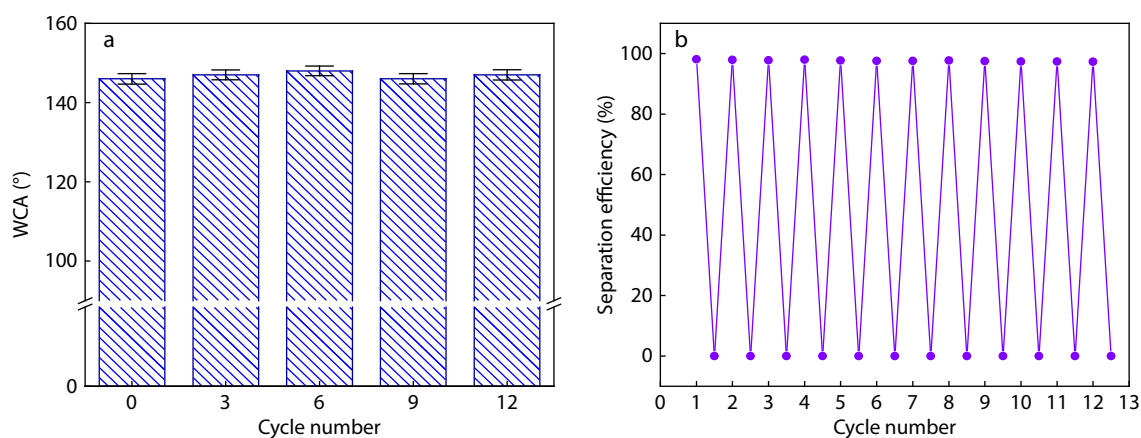 a
160
140
120
100
0
WCA (°)
0 3 6 9 12
Cycle number
b
100
80
60
40
20
0
Separation efficiency (%)
0 1 2 3 4 5 6 7 8 9 10 11 12 13
Cycle number